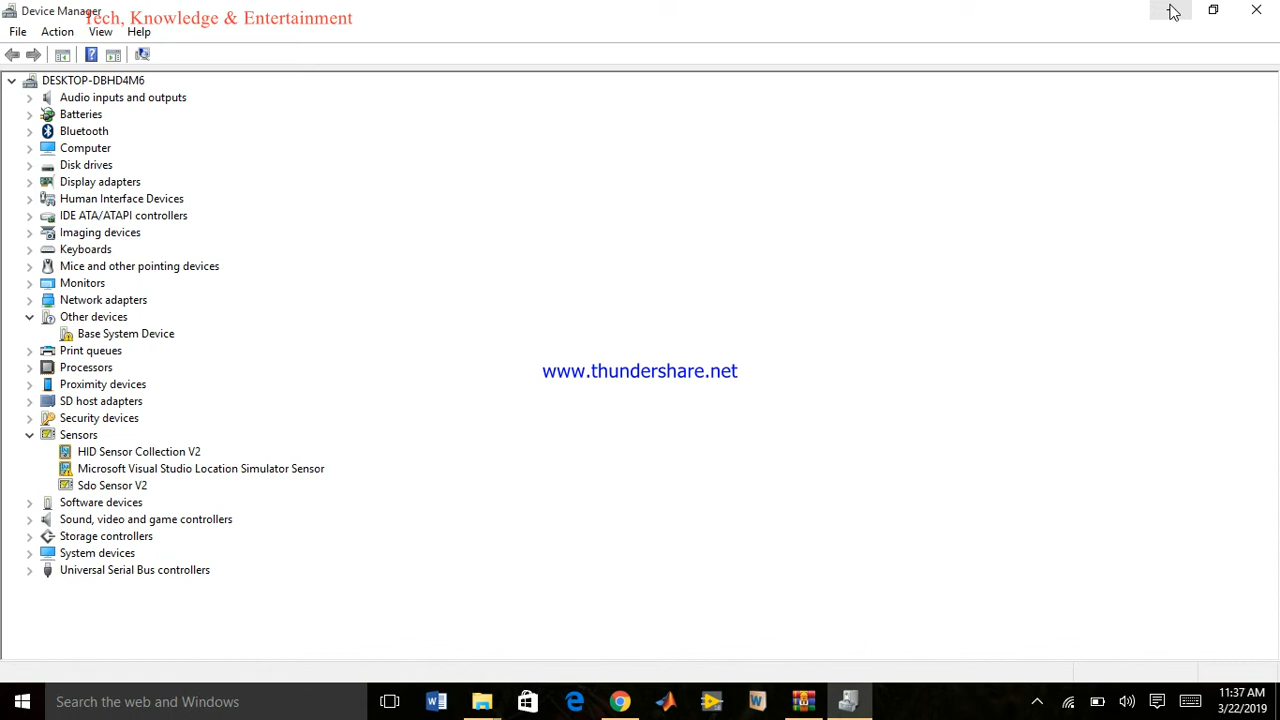 Device Manager
Tech, Knowledge & Entertainment
File Action View Help
DESKTOP-DBHD4M6
Audio inputs and outputs
Batteries
Bluetooth
Computer
Disk drives
Display adapters
Human Interface Devices
IDE ATA/ATAPI controllers
Imaging devices
Keyboards
Mice and other pointing devices
Monitors
Network adapters
Other devices
Base System Device
Print queues
Processors
www.thundershare.net
Proximity devices
SD host adapters
Security devices
Sensors
HID Sensor Collection V2
Microsoft Visual Studio Location Simulator Sensor
Sdo Sensor V2
Software devices
Sound, video and game controllers
Storage controllers
System devices
Universal Serial Bus controllers
Search the web and Windows
11:37 AM
3/22/2019